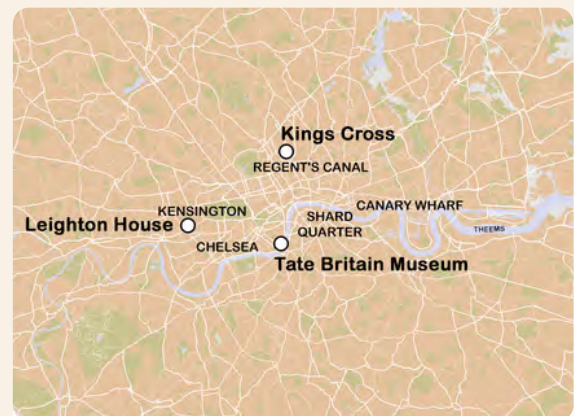 Kings Cross
REGENT'S CANAL
KENSINGTON
CANARY WHARF
Leighton House
SHARD
QUARTER
THEEMS
CHELSEA
Tate Britain Museum